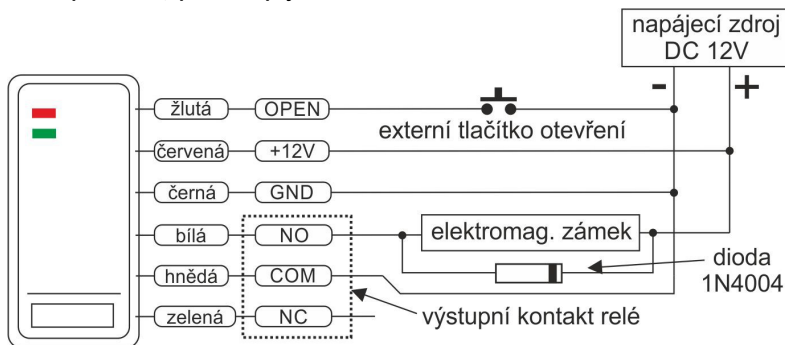 napájecí zdroj
DC 12V
- +
žlutá OPEN
externí tlačítko otevření
červená +12V
černá GND
bílá NO
elektromag. zámek
dioda
1N4004
hnědá COM
zelená NC
výstupní kontakt relé